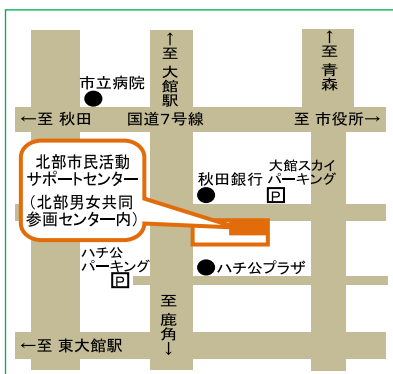 ←至 大館駅
→至 青森
市立病院
←至 秋田
国道7号線
至 市役所→
北部市民活動
サポートセンター
(北部男女共同
参画センター内)
秋田銀行
大館スカイ
パーキング
P
ハチ公
パーキング
P
ハチ公プラザ
至 鹿角→
←至 東大館駅